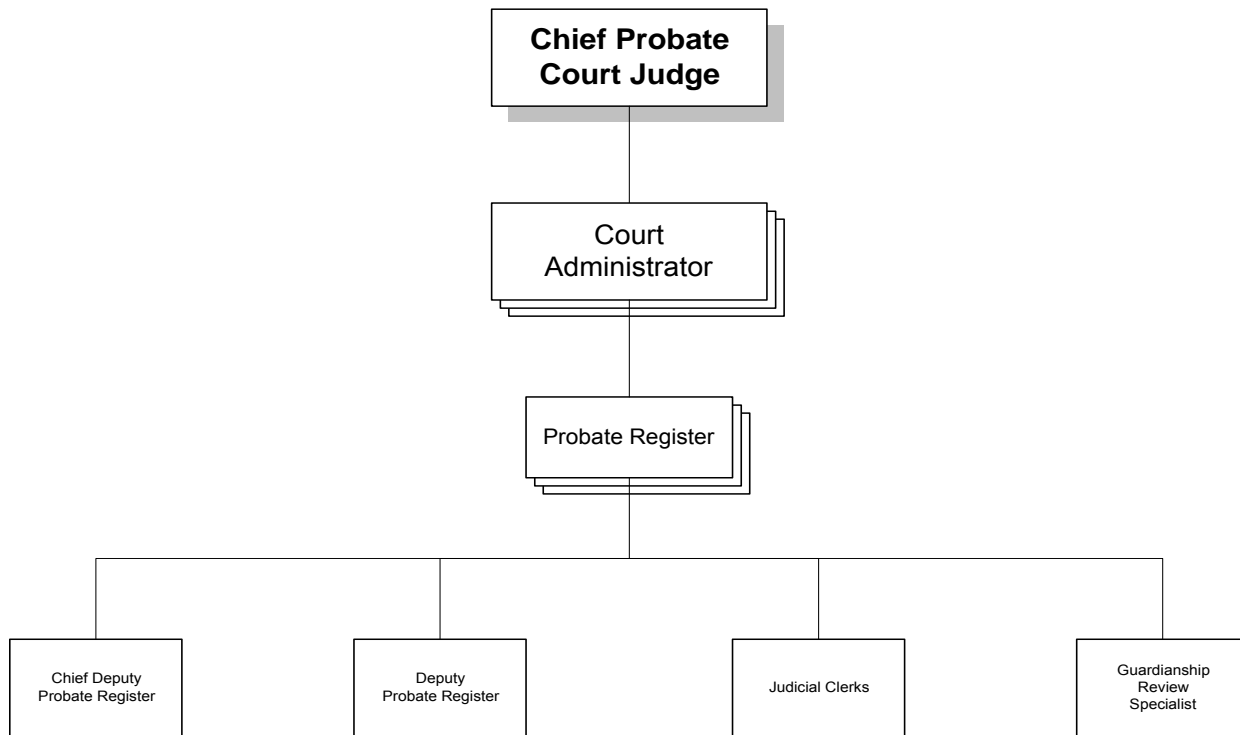 Chief Probate
Court Judge
Court
Administrator
Probate Register
Chief Deputy
Probate Register
Deputy
Probate Register
Judicial Clerks
Guardianship
Review
Specialist